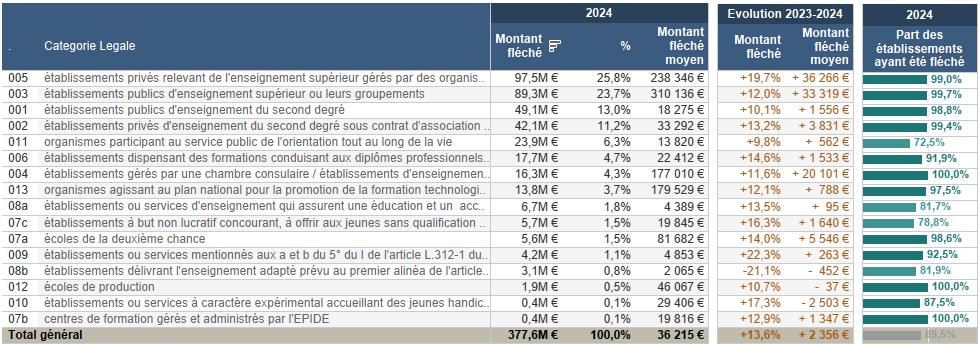 2024 Evolution 2023-2024 2024
. Categorie Legale Montant fléché % Montant fléché moyen Montant fléché Montant fléché moyen Part des établissements ayant été fléché
005 établissements privés relevant de l'enseignement supérieur gérés par des organis.. 97,5M € 25,8% 238 346 € +19,7% + 36 266 € 99,0%
003 établissements publics d'enseignement supérieur ou leurs groupements 89,3M € 23,7% 310 136 € +12,0% + 33 319 € 99,7%
001 établissements publics d'enseignement du second degré 49,1M € 13,0% 18 275 € +10,1% + 1 556 € 98,8%
002 établissements privés d'enseignement du second degré sous contrat d'association .. 42,1M € 11,2% 33 292 € +13,2% + 3 831 € 99,4%
011 organismes participant au service public de l'orientation tout au long de la vie 23,9M € 6,3% 13 820 € +9,8% + 562 € 72,5%
006 établissements dispensant des formations conduisant aux diplômes professionnels.. 17,7M € 4,7% 22 412 € +14,6% + 1 533 € 91,9%
004 établissements gérés par une chambre consulaire / établissements d'enseignemen.. 16,3M € 4,3% 177 010 € +11,6% + 20 101 € 100,0%
013 organismes agissant au plan national pour la promotion de la formation technologi.. 13,8M € 3,7% 179 529 € +12,1% + 788 € 97,5%
08a établissements ou services d'enseignement qui assurent une éducation et un acc.. 6,7M € 1,8% 4 389 € +13,5% + 95 € 81,7%
07c établissements à but non lucratif concourant, à offrir aux jeunes sans qualification .. 5,7M € 1,5% 19 845 € +16,3% + 1 640 € 78,8%
07a écoles de la deuxième chance 5,6M € 1,5% 81 682 € +14,0% + 5 546 € 98,6%
009 établissements ou services mentionnés aux a et b du 5° du I de l'article L.312-1 du.. 4,2M € 1,1% 4 853 € +22,3% + 263 € 92,5%
08b établissements délivrant l'enseignement adapté prévu au premier alinéa de l'article.. 3,1M € 0,8% 2 065 € -21,1% - 452 € 81,9%
012 écoles de production 1,9M € 0,5% 46 067 € +10,7% - 37 € 100,0%
010 établissements ou services à caractère expérimental accueillant des jeunes handic.. 0,4M € 0,1% 29 406 € +17,3% - 2 503 € 87,5%
07b centres de formation gérés et administrés par l'EPIDE 0,4M € 0,1% 19 816 € +12,9% + 1 347 € 100,0%
Total général 377,6M € 100,0% 36 215 € +13,6% + 2 356 € 89,5%